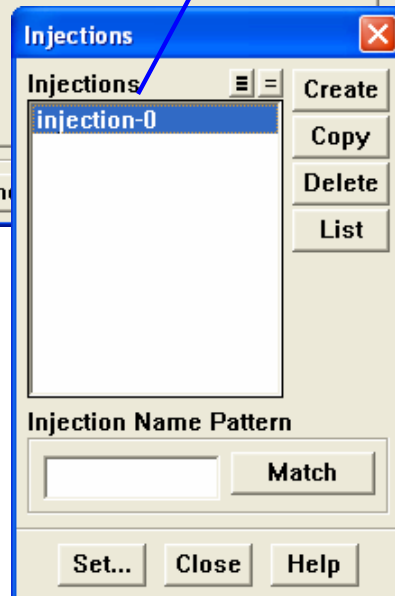 Injections
Injections
Create
injection-0
Copy
Delete
List
Injection Name Pattern
Match
Set... Close Help